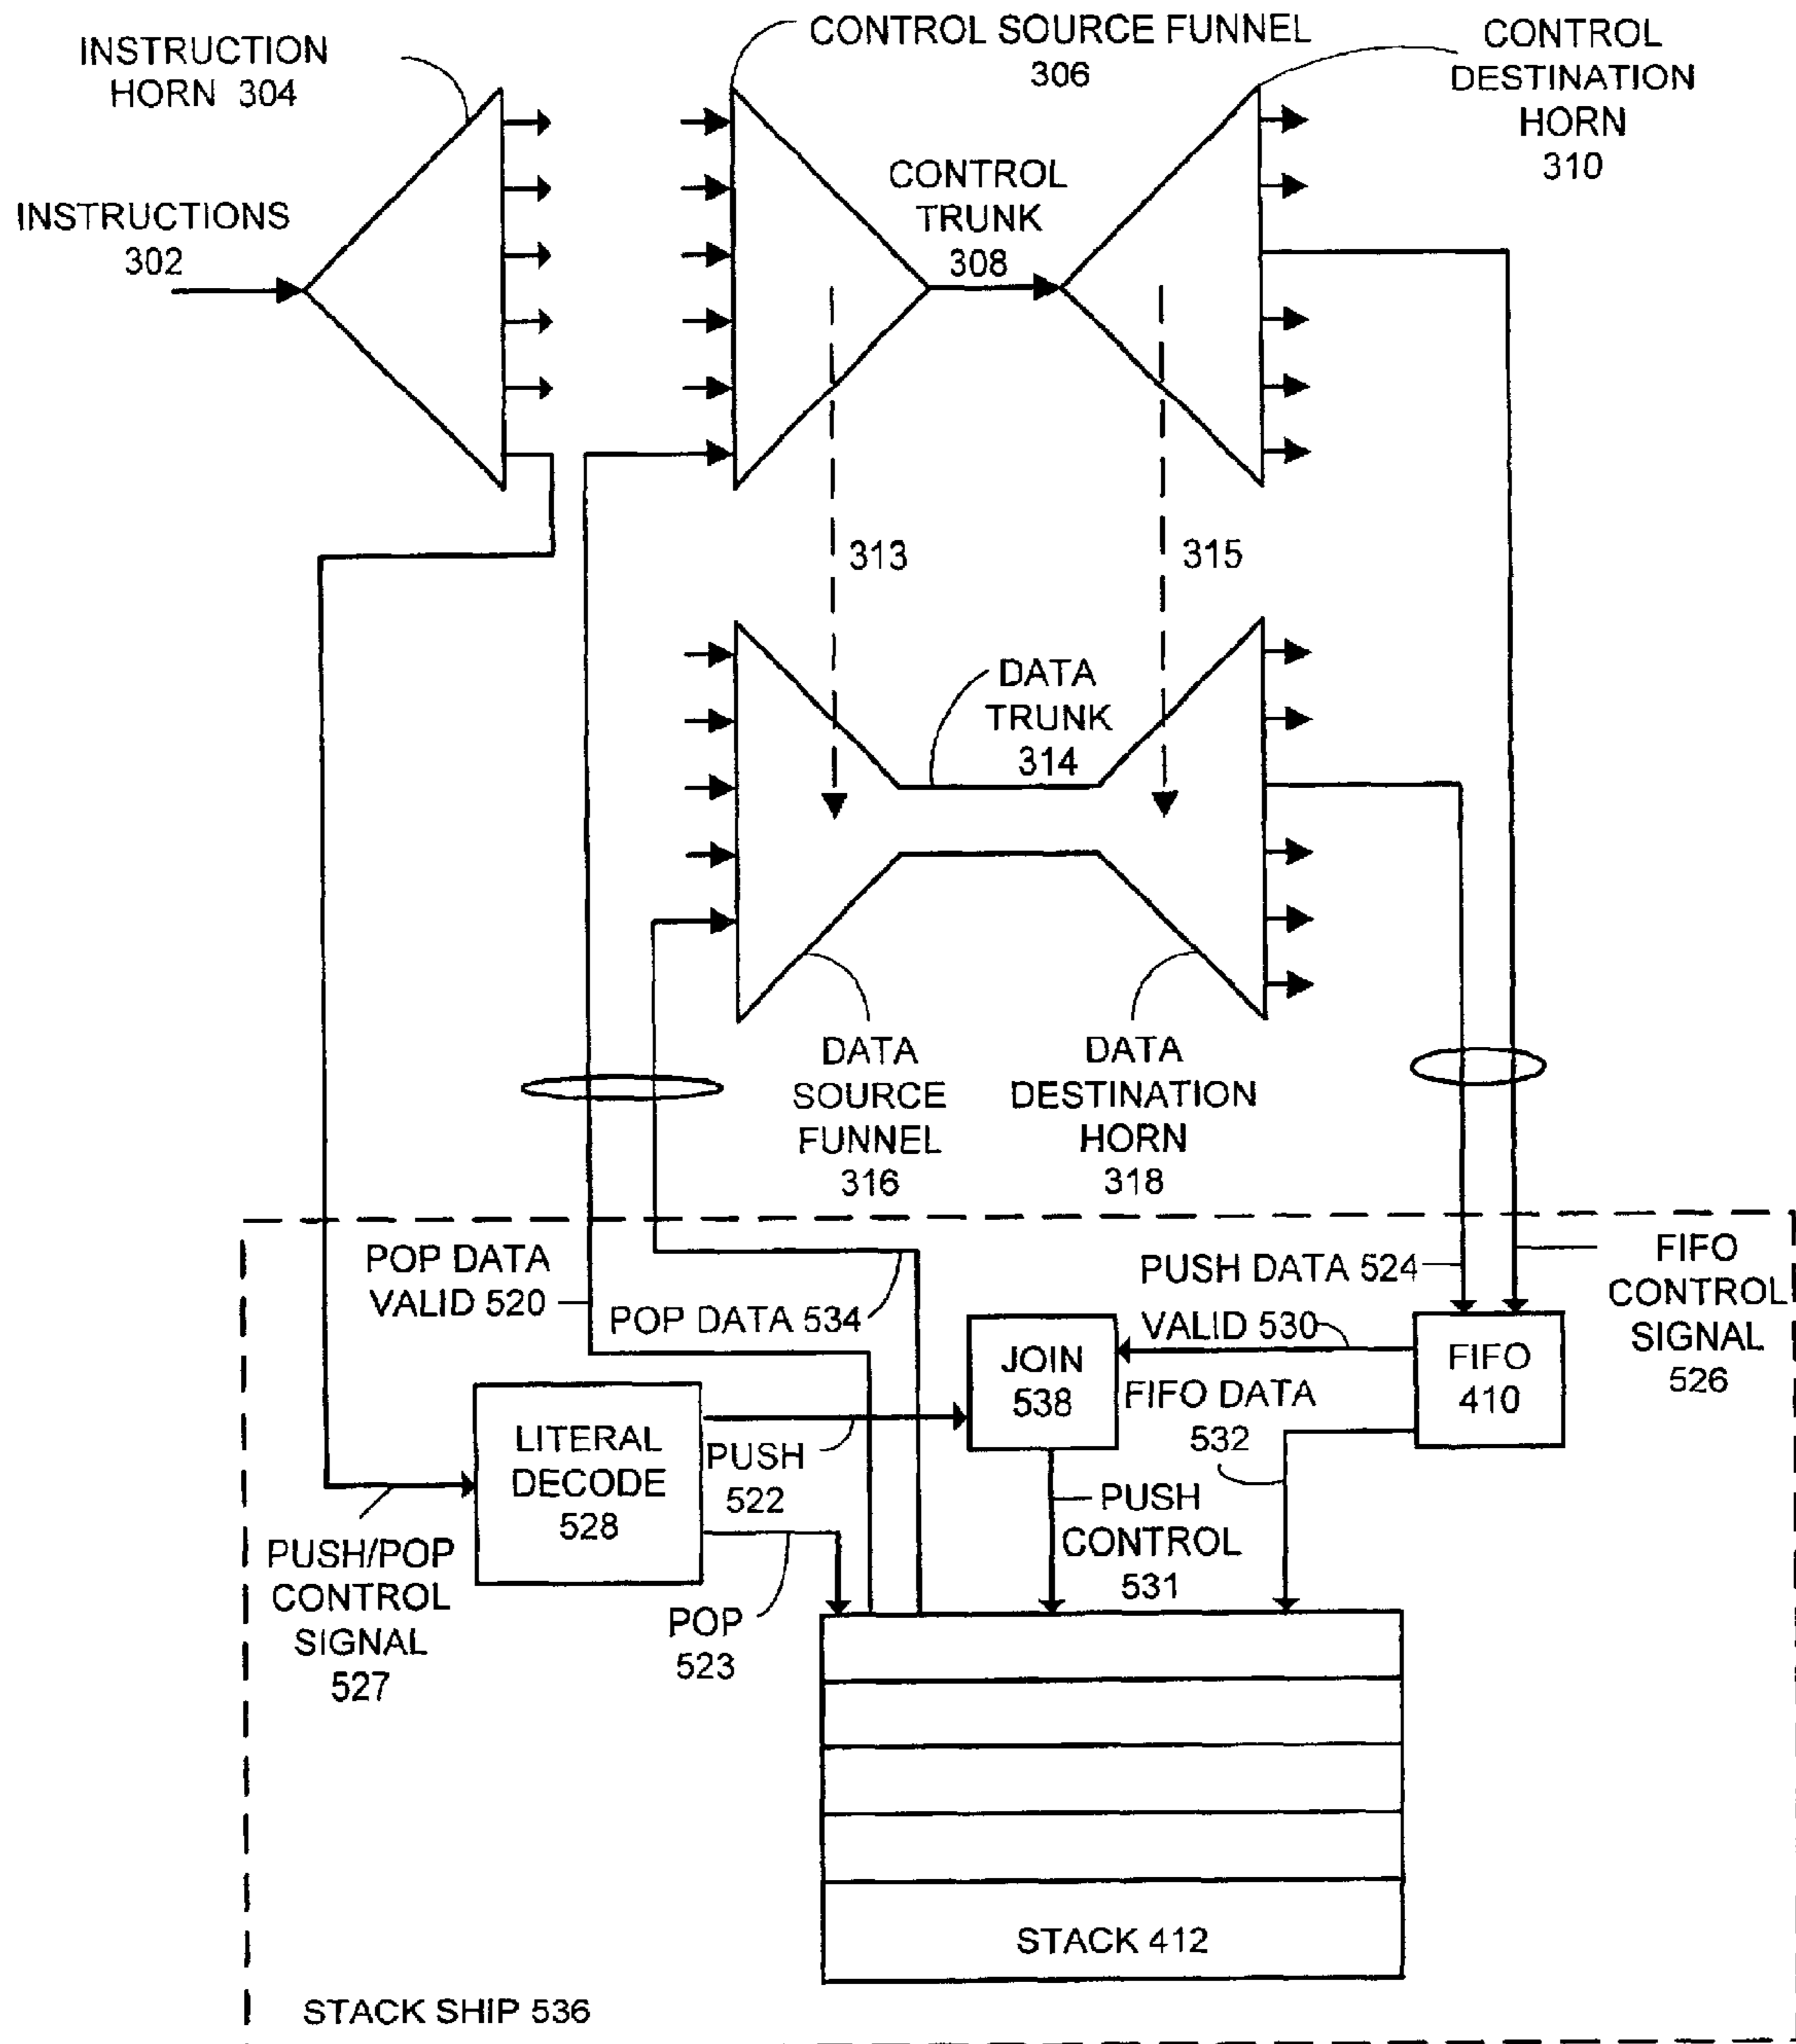 INSTRUCTION
HORN 304
CONTROL SOURCE FUNNEL
306
CONTROL
DESTINATION
HORN
310
INSTRUCTIONS
302
CONTROL
TRUNK
308
313
315
DATA
TRUNK
314
DATA
SOURCE
FUNNEL
316
DATA
DESTINATION
HORN
318
POP DATA
VALID 520
POP DATA 534
PUSH DATA 524
FIFO
CONTROL
SIGNAL
526
VALID 530
JOIN
538
FIFO
410
FIFO DATA
532
LITERAL
DECODE
528
PUSH
522
PUSH
CONTROL
531
PUSH/POP
CONTROL
SIGNAL
527
POP
523
STACK 412
STACK SHIP 536